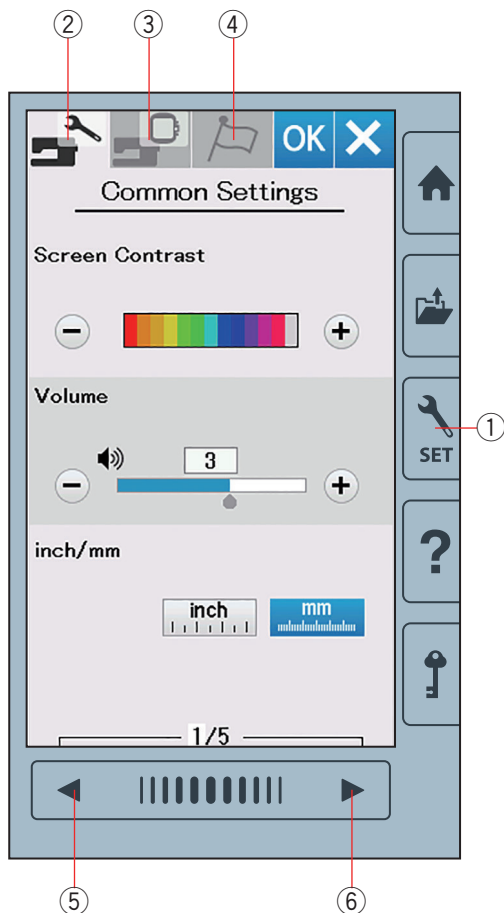 ② ③ ④
OK
Common Settings
Screen Contrast
Volume
3
①
SET
inch/mm
inch
mm
?
1/5
⑤ ⑥